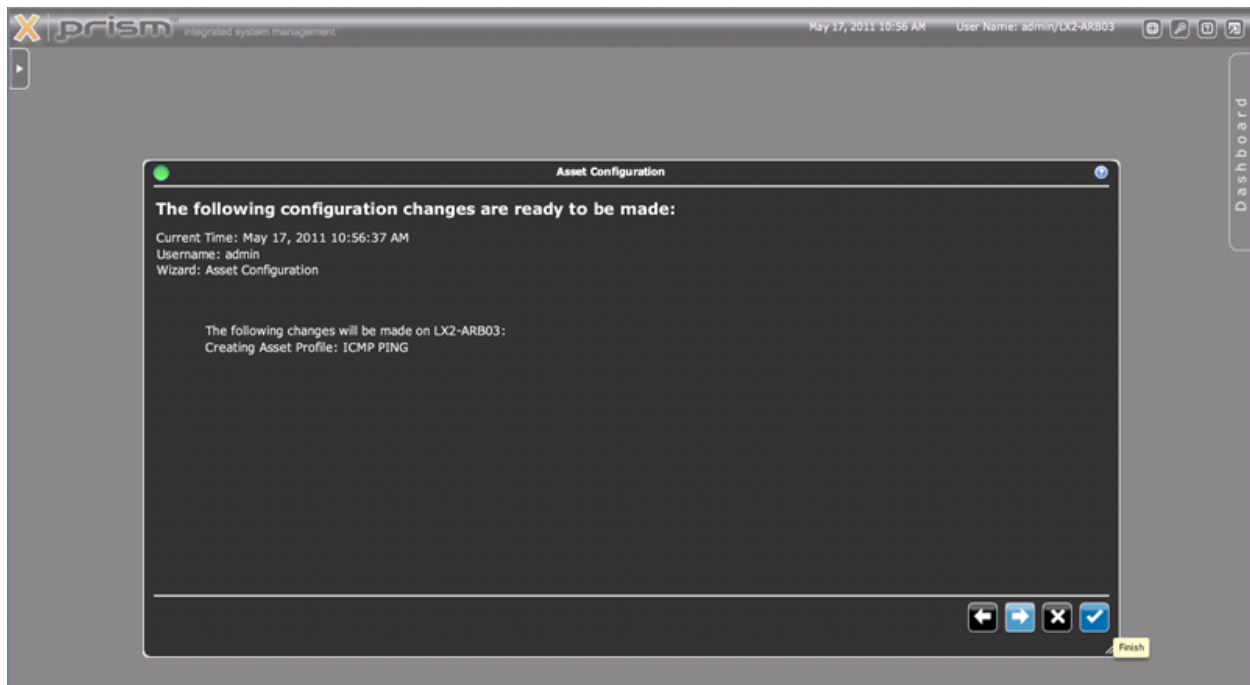 X prism™ integrated system management
May 17, 2011 10:56 AM User Name: admin/LX2-ARB03
Dashboard
Asset Configuration
The following configuration changes are ready to be made:
Current Time: May 17, 2011 10:56:37 AM
Username: admin
Wizard: Asset Configuration
The following changes will be made on LX2-ARB03:
Creating Asset Profile: ICMP PING
Finish